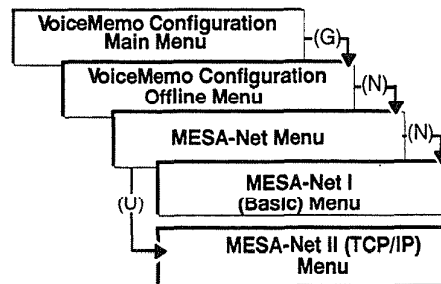 VoiceMemo Configuration
Main Menu
(G)
VoiceMemo Configuration
Offline Menu
(N)
MESA-Net Menu
(N)
MESA-Net I
(Basic) Menu
(U)
MESA-Net II (TCP/IP)
Menu